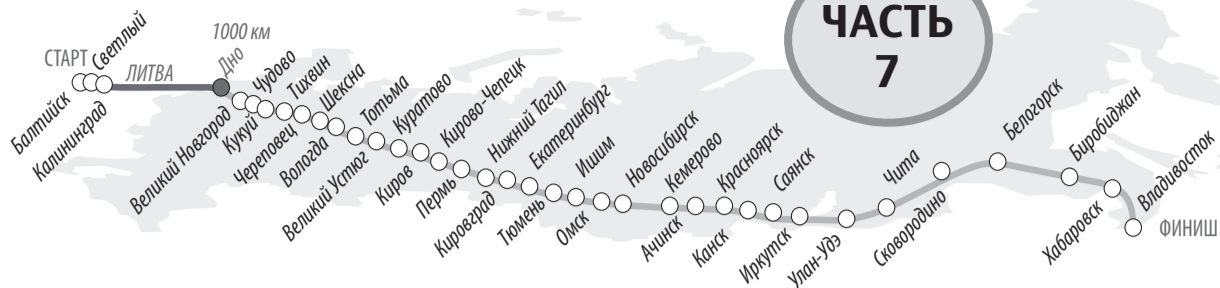 ЧАСТЬ
7
1000 км
СТАРТ
Светлый
ЛИТВА
Дно
Балтийск
Калининград
Великий Новгород
Чудово
Кукуй
Тихвин
Череповец
Шексна
Вологда
Тотьма
Великий Устюг
Куратово
Киров
Кирово-Чепецк
Пермь
Нижний Тагил
Кировград
Екатеринбург
Тюмень
Ишим
Омск
Новосибирск
Ачинск
Кемерово
Канск
Красноярск
Иркутск
Саянск
Улан-Удэ
Чита
Сковородино
Белогорск
Биробиджан
Хабаровск
Владивосток
ФИНИШ